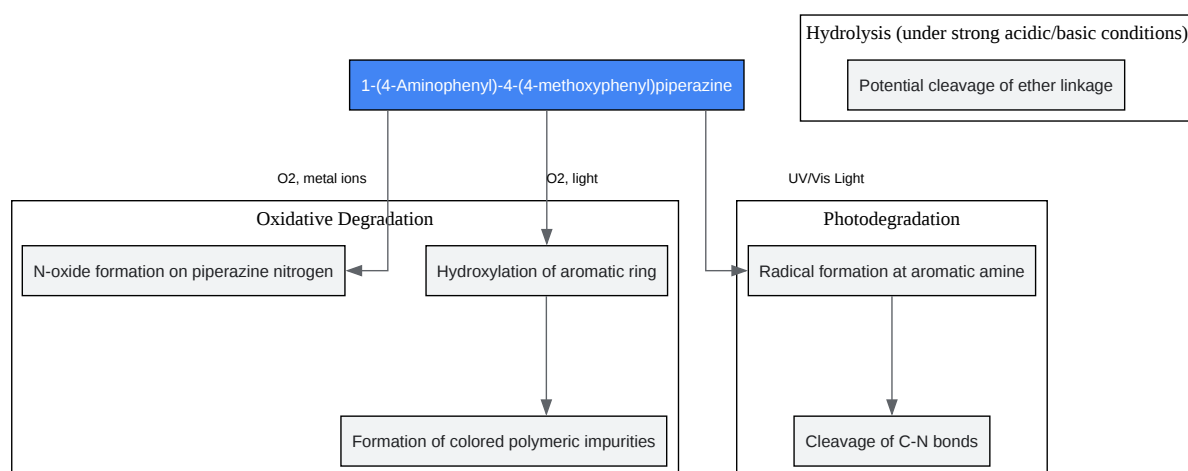 Hydrolysis (under strong acidic/basic conditions)
1-(4-Aminophenyl)-4-(4-methoxyphenyl)piperazine
Potential cleavage of ether linkage
O2, metal ions
O2, light
UV/Vis Light
Oxidative Degradation
Photodegradation
N-oxide formation on piperazine nitrogen
Hydroxylation of aromatic ring
Radical formation at aromatic amine
Formation of colored polymeric impurities
Cleavage of C-N bonds